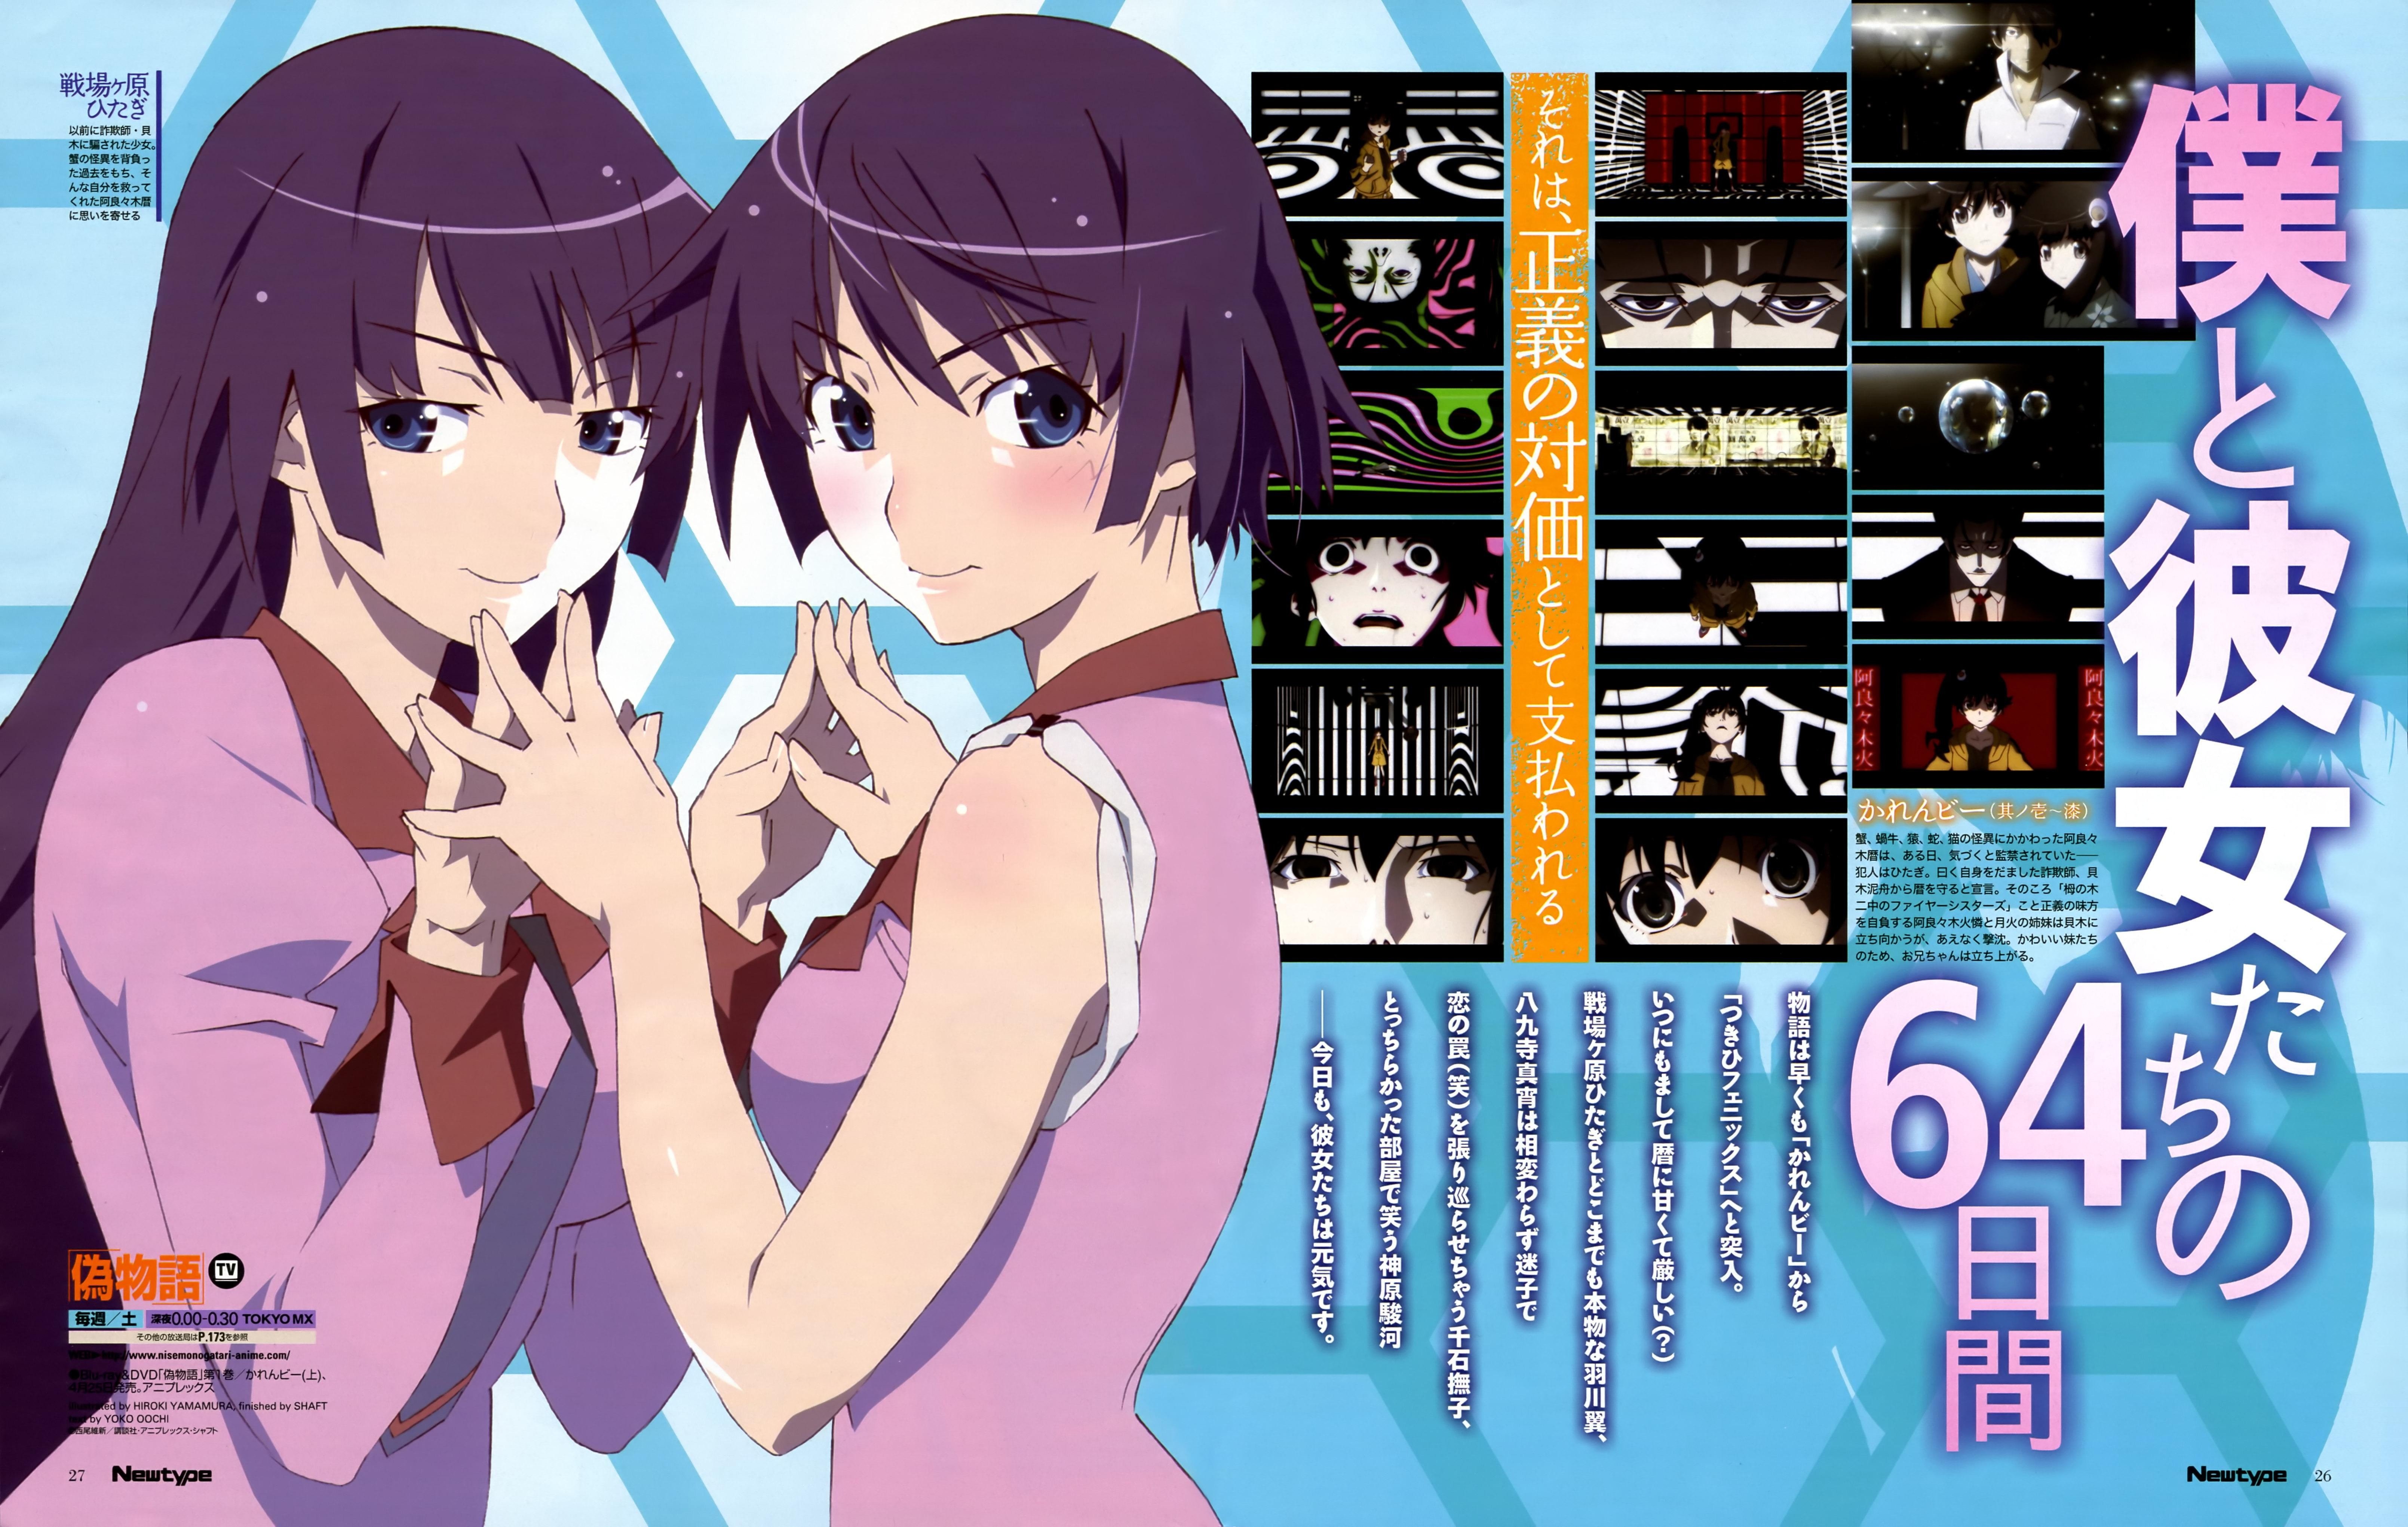 僕と彼女たちの
64日間
それは、正義の対価として支払われる
阿良々木火
阿良々木火
かれんビー(其ノ壱~漆)
蟹、蝸牛、猿、蛇、猫の怪異にかかわった阿良々
木暦は、ある日、気づくと監禁されていた――
犯人はひたぎ。曰く自身をだました詐欺師、貝
木泥舟から暦を守ると宣言。そのころ「栂の木
二中のファイヤーシスターズ」こと正義の味方
を自負する阿良々木火憐と月火の姉妹は貝木に
立ち向かうが、あえなく撃沈。かわいい妹たち
のため、お兄ちゃんは立ち上がる。
物語は早くも「かれんビー」から
「つきひフェニックス」へと突入。
いつにもまして暦に甘くて厳しい(?)
戦場ヶ原ひたぎとどこまでも本物な羽川翼、
八九寺真宵は相変わらず迷子で
恋の罠(笑)を張り巡らせちゃう千石撫子、
とっちらかった部屋で笑う神原駿河
――今日も、彼女たちは元気です。
Newtype 26
戦場ヶ原
ひたぎ
以前に詐欺師・貝
木に騙された少女。
蟹の怪異を背負っ
た過去をもち、そ
んな自分を救って
くれた阿良々木暦
に思いを寄せる
偽物語 TV
毎週/土 深夜0.00-0.30 TOKYO MX
その他の放送局はP.173を参照
WEB▶http://www.nisemonogatari-anime.com/
●Blu-ray&DVD「偽物語」第1巻/かれんビー(上)、
4月25日発売。アニプレックス
illustrated by HIROKI YAMAMURA, finished by SHAFT
text by YOKO OOCHI
©西尾維新/講談社・アニプレックス・シャフト
27 Newtype